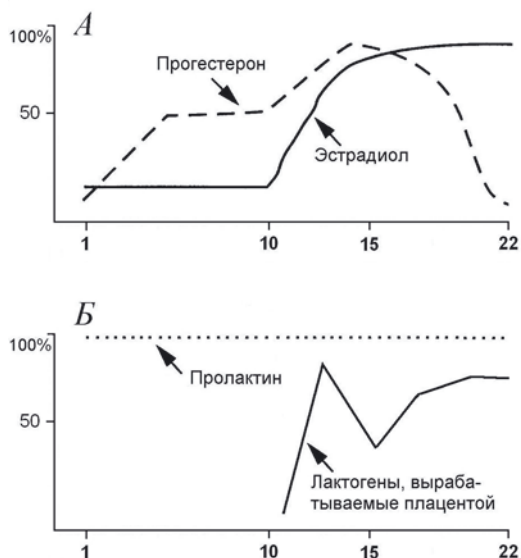 А
100%
Прогестерон
50
Эстрадиол
1 10 15 22
Б
100%
Пролактин
50
Лактогены, выраба-
тываемые плацентой
1 10 15 22